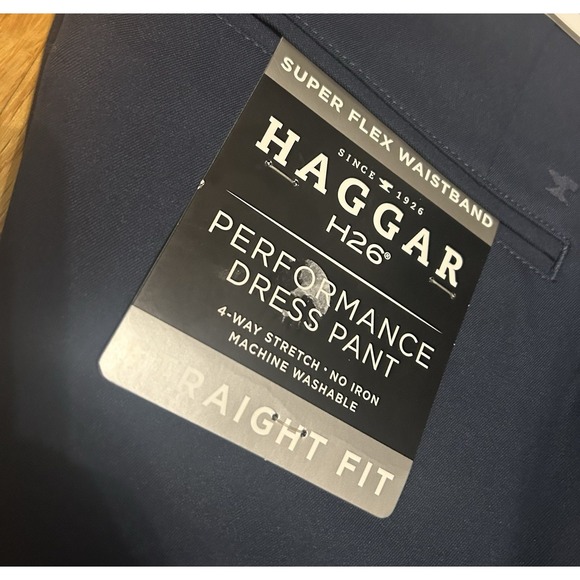 SUPER FLEX WAISTBAND
HAGGAR
SINCE 1926
H26®
PERFORMANCE
DRESS PANT
4-WAY STRETCH • NO IRON
MACHINE WASHABLE
RAIGHT FIT